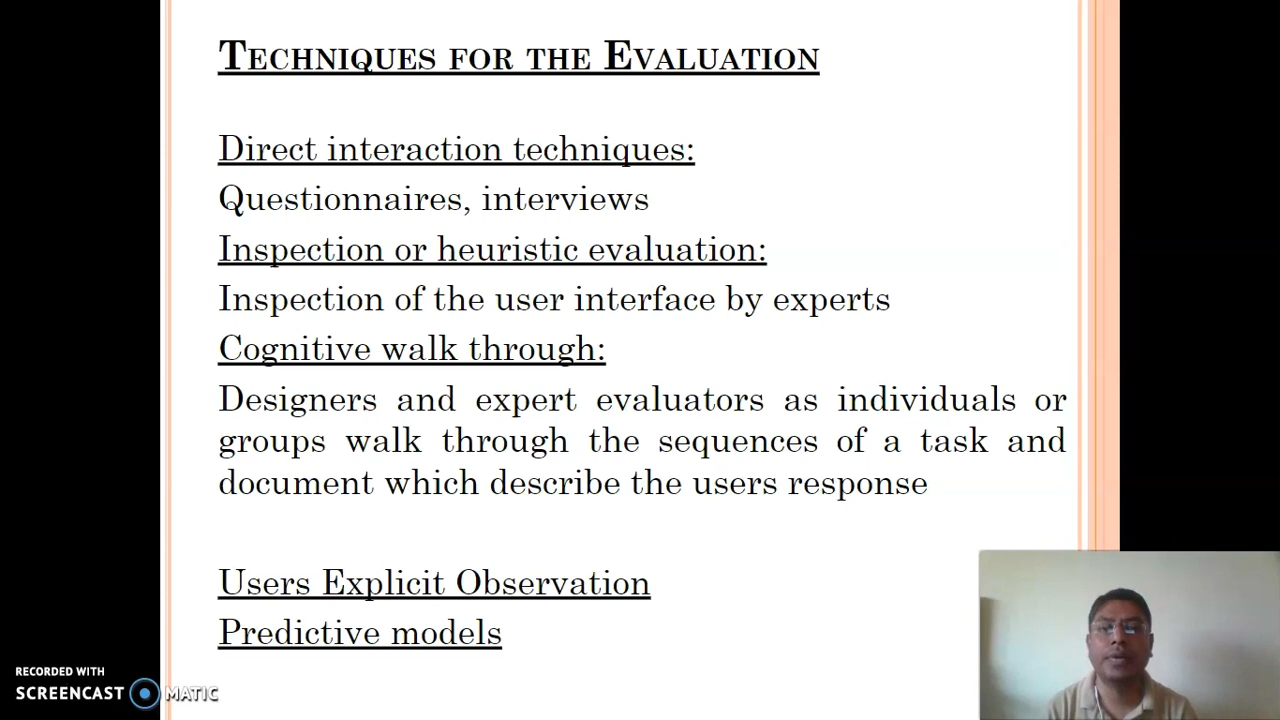 TECHNIQUES FOR THE EVALUATION
Direct interaction techniques:
Questionnaires, interviews
Inspection or heuristic evaluation:
Inspection of the user interface by experts
Cognitive walk through:
Designers and expert evaluators as individuals or
groups walk through the sequences of a task and
document which describe the users response
Users Explicit Observation
Predictive models
RECORDED WITH
SCREENCAST MATIC